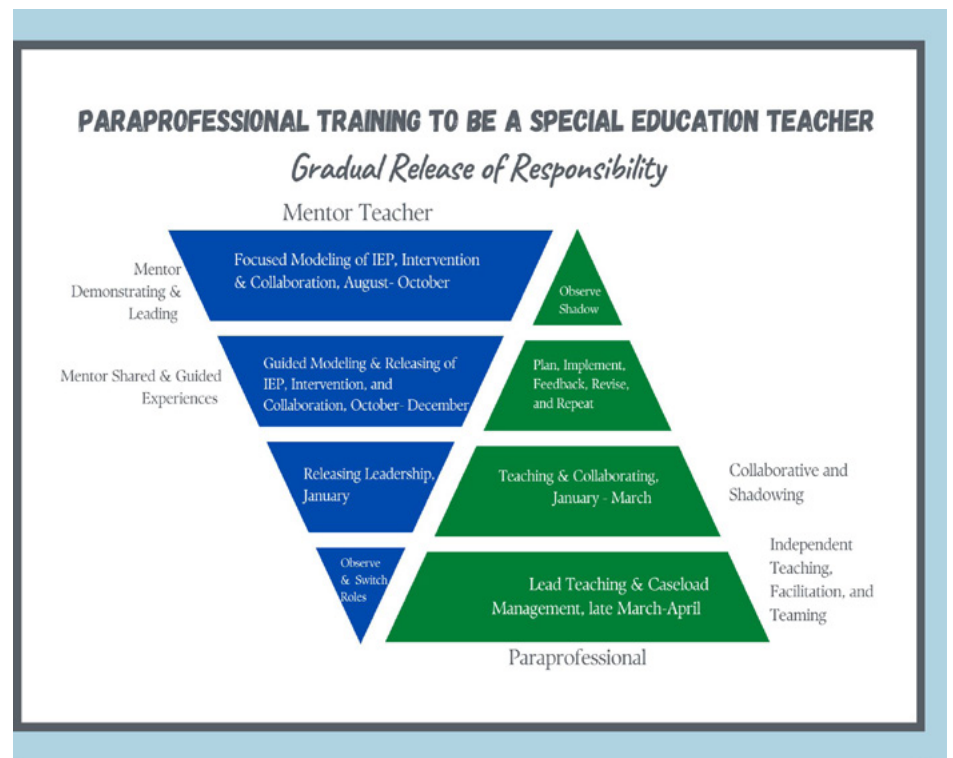 PARAPROFESSIONAL TRAINING TO BE A SPECIAL EDUCATION TEACHER
Gradual Release of Responsibility
Mentor Teacher
Mentor
Demonstrating &
Leading
Focused Modeling of IEP, Intervention
& Collaboration, August- October
Observe
Shadow
Mentor Shared & Guided
Experiences
Guided Modeling & Releasing of
IEP, Intervention, and
Collaboration, October- December
Plan, Implement,
Feedback, Revise,
and Repeat
Releasing Leadership,
January
Teaching & Collaborating,
January - March
Collaborative and
Shadowing
Observe
& Switch
Roles
Lead Teaching & Caseload
Management, late March-April
Independent
Teaching,
Facilitation, and
Teaming
Paraprofessional